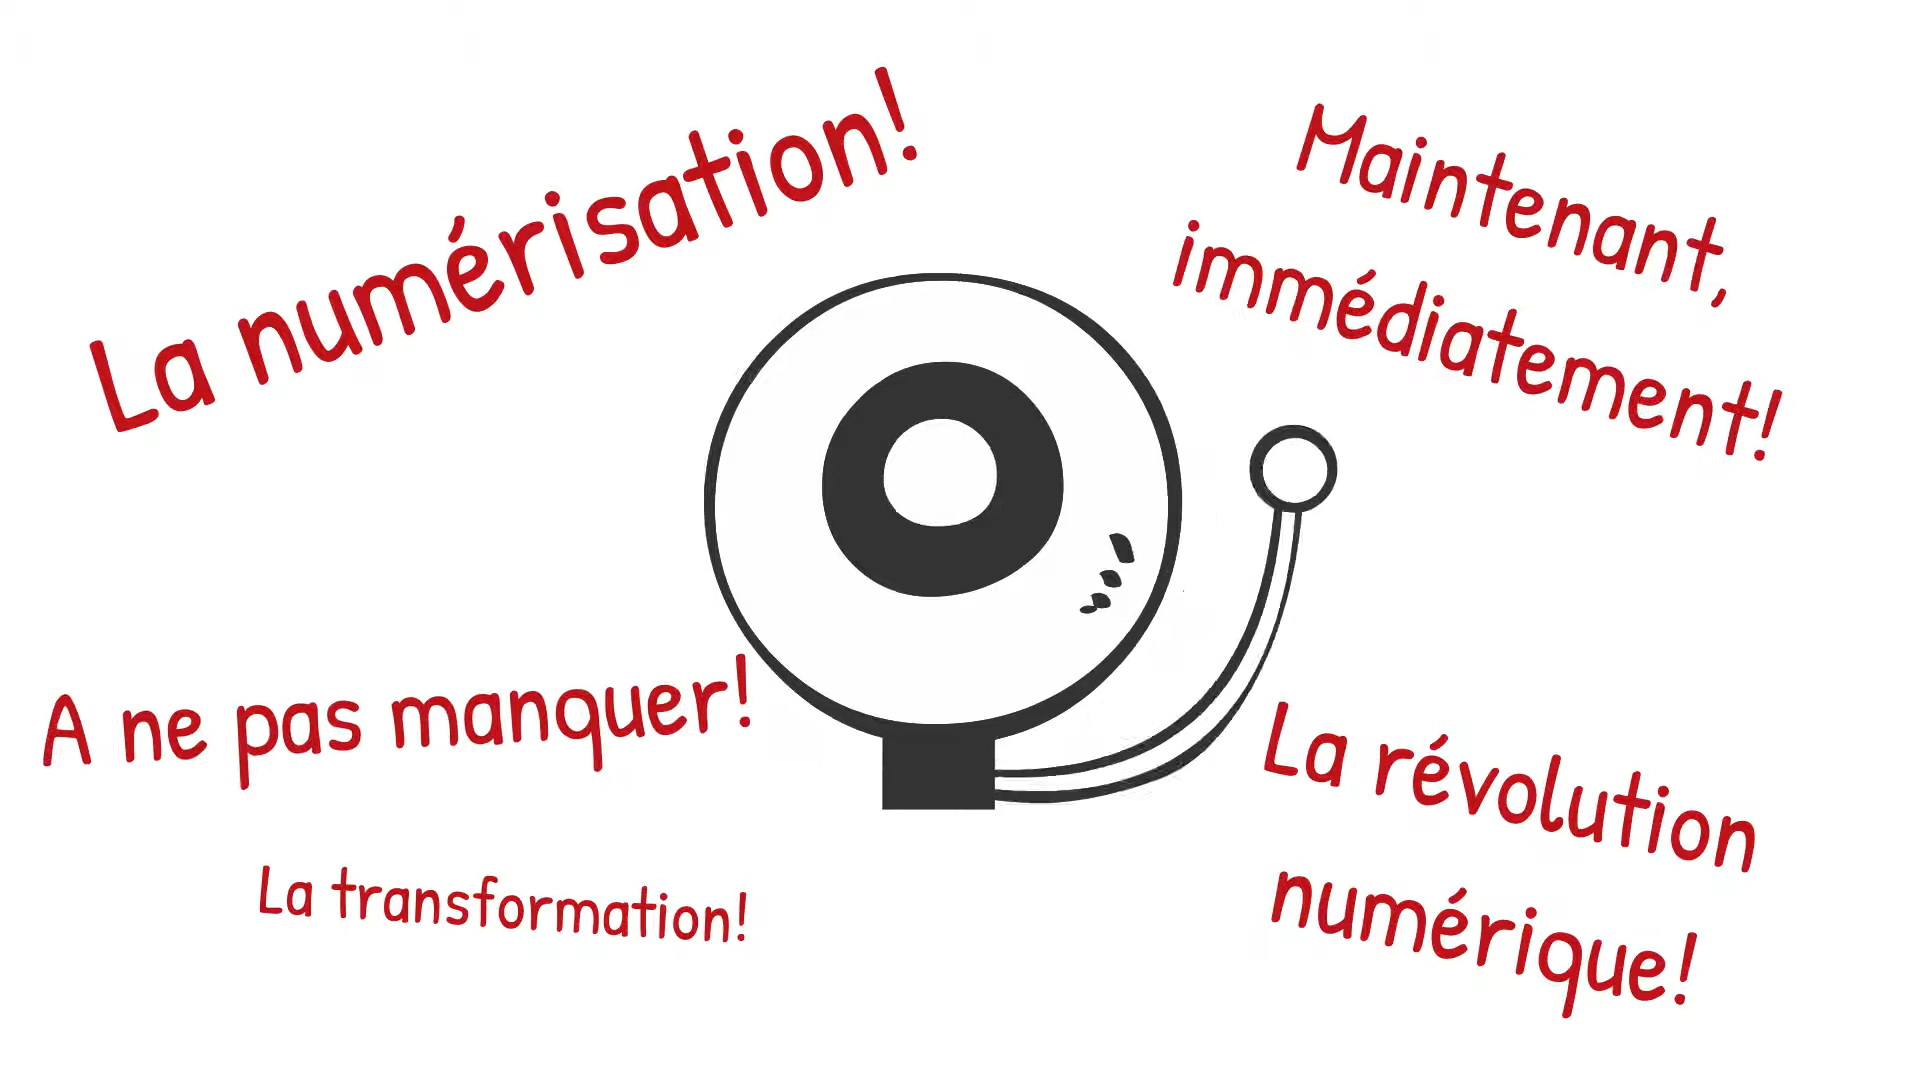 La numérisation!
Maintenant,
immédiatement!
A ne pas manquer!
La transformation!
La révolution
numérique!